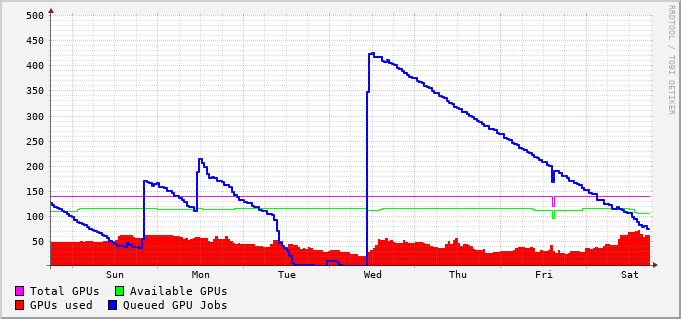 500
450
400
350
300
250
200
150
100
50
Sun Mon Tue Wed Thu Fri Sat
Total GPUs Available GPUs
GPUs used Queued GPU Jobs
RRDTOOL / TOBI OETIKER